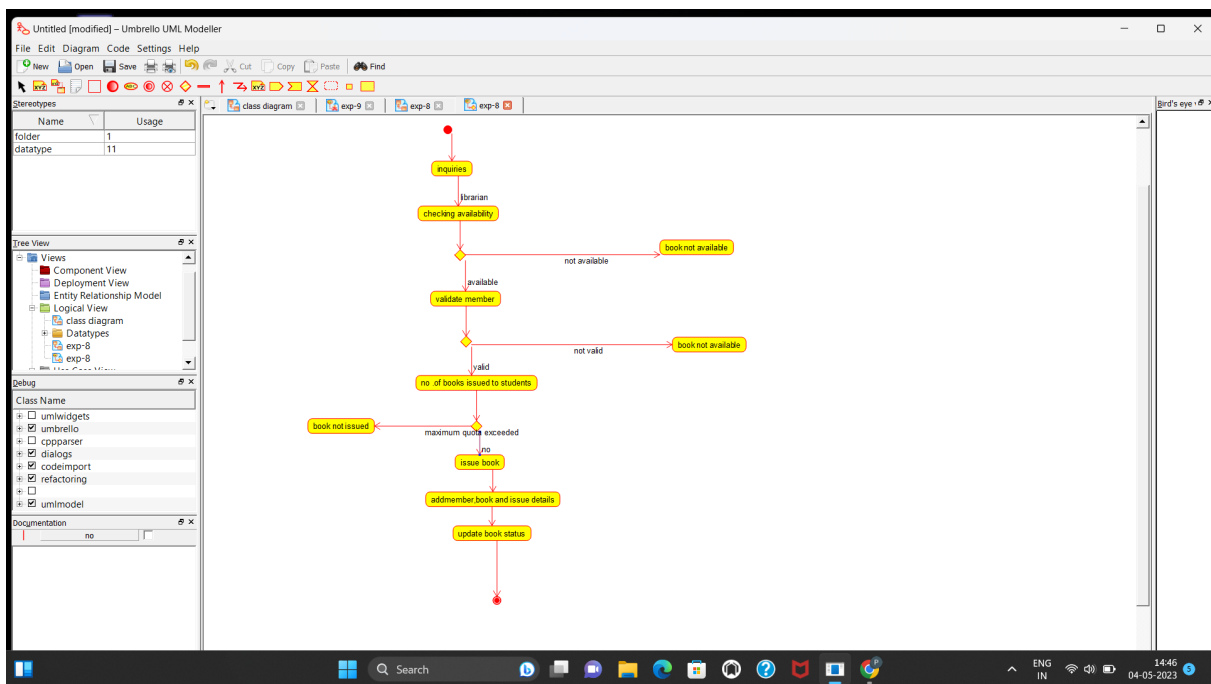 Untitled [modified] – Umbrello UML Modeller
File Edit Diagram Code Settings Help
New Open Save Cut Copy Paste Find
Stereotypes
class diagram exp-9 exp-8 exp-8
Bird's eye
Name Usage
folder 1
datatype 11
inquiries
librarian
checking availability
book not available
not available
available
validate member
book not available
not valid
valid
no .of books issued to students
book not issued
maximum quota exceeded
no
issue book
addmember,book and issue details
update book status
Tree View
Views
Component View
Deployment View
Entity Relationship Model
Logical View
class diagram
Datatypes
exp-8
exp-8
Debug
Class Name
umlwidgets
umbrello
cppparser
dialogs
codeimport
refactoring
umlmodel
Documentation
no
Search
ENG
IN
14:46
04-05-2023
5